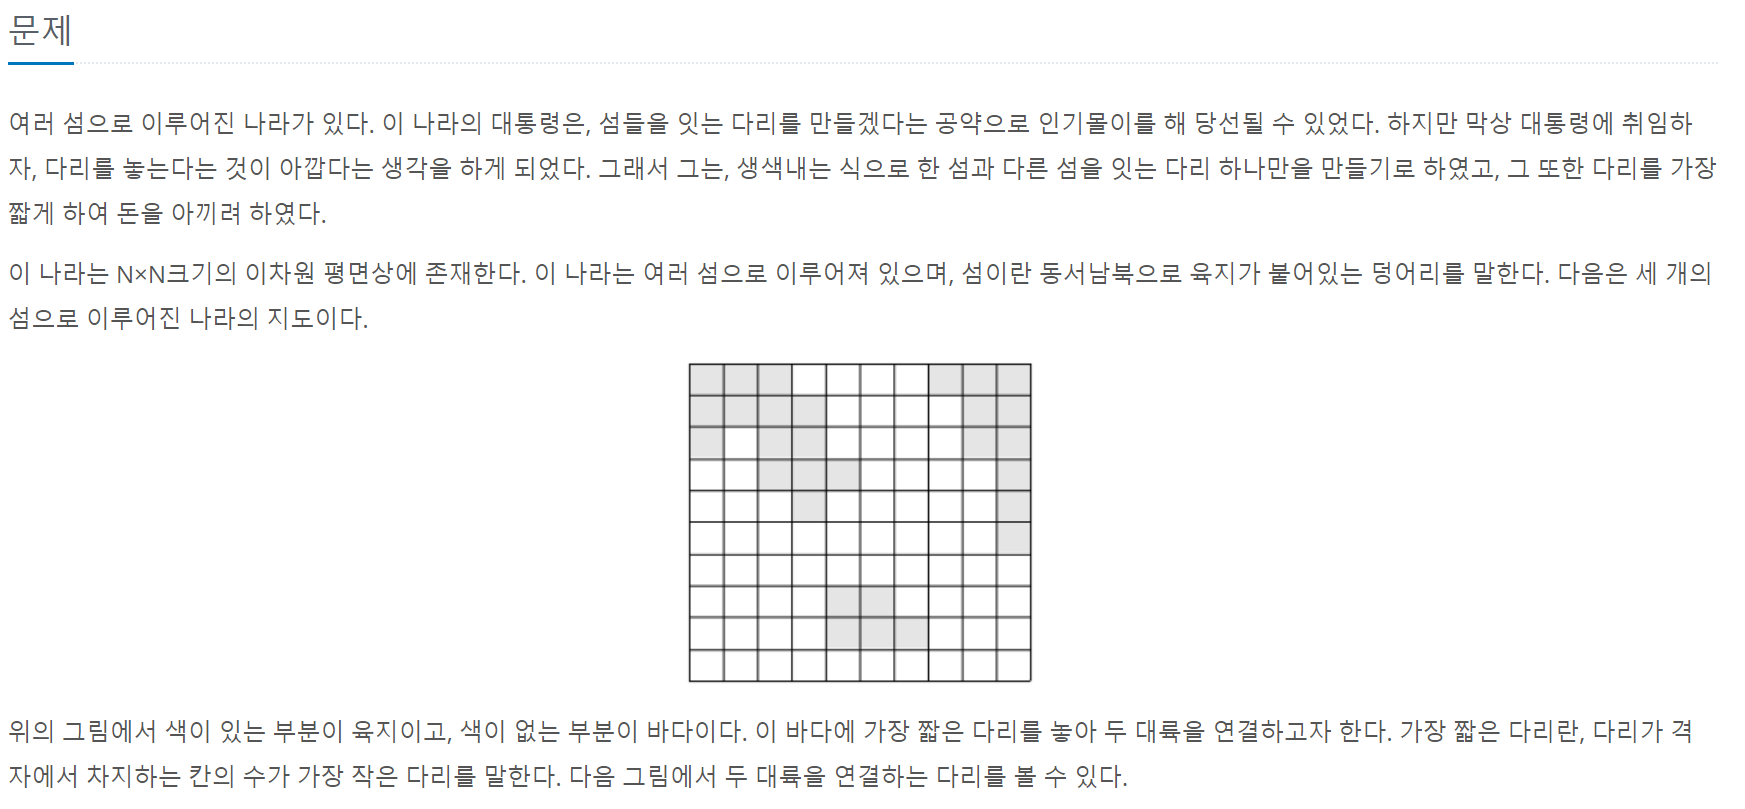 문제
여러 섬으로 이루어진 나라가 있다. 이 나라의 대통령은, 섬들을 잇는 다리를 만들겠다는 공약으로 인기몰이를 해 당선될 수 있었다. 하지만 막상 대통령에 취임하
자, 다리를 놓는다는 것이 아깝다는 생각을 하게 되었다. 그래서 그는, 생색내는 식으로 한 섬과 다른 섬을 잇는 다리 하나만을 만들기로 하였고, 그 또한 다리를 가장
짧게 하여 돈을 아끼려 하였다.
이 나라는 N×N크기의 이차원 평면상에 존재한다. 이 나라는 여러 섬으로 이루어져 있으며, 섬이란 동서남북으로 육지가 붙어있는 덩어리를 말한다. 다음은 세 개의
섬으로 이루어진 나라의 지도이다.
위의 그림에서 색이 있는 부분이 육지이고, 색이 없는 부분이 바다이다. 이 바다에 가장 짧은 다리를 놓아 두 대륙을 연결하고자 한다. 가장 짧은 다리란, 다리가 격
자에서 차지하는 칸의 수가 가장 작은 다리를 말한다. 다음 그림에서 두 대륙을 연결하는 다리를 볼 수 있다.